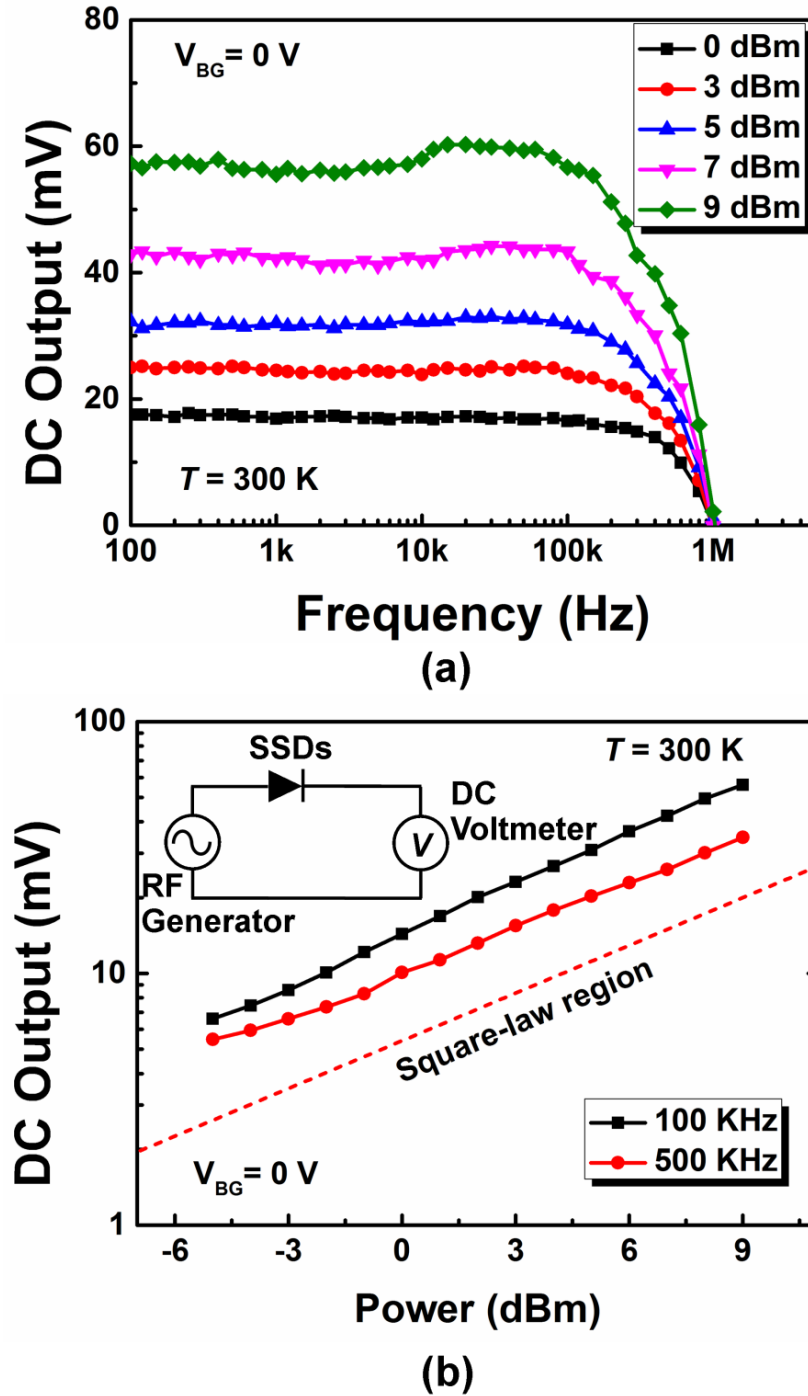 80
60
40
20
0
DC Output (mV)
V_BG = 0 V
0 dBm
3 dBm
5 dBm
7 dBm
9 dBm
T = 300 K
100 1k 10k 100k 1M
Frequency (Hz)
(a)
100
10
1
DC Output (mV)
SSDs
T = 300 K
DC
Voltmeter
V
RF
Generator
Square-law region
100 KHz
500 KHz
V_BG = 0 V
-6 -3 0 3 6 9
Power (dBm)
(b)